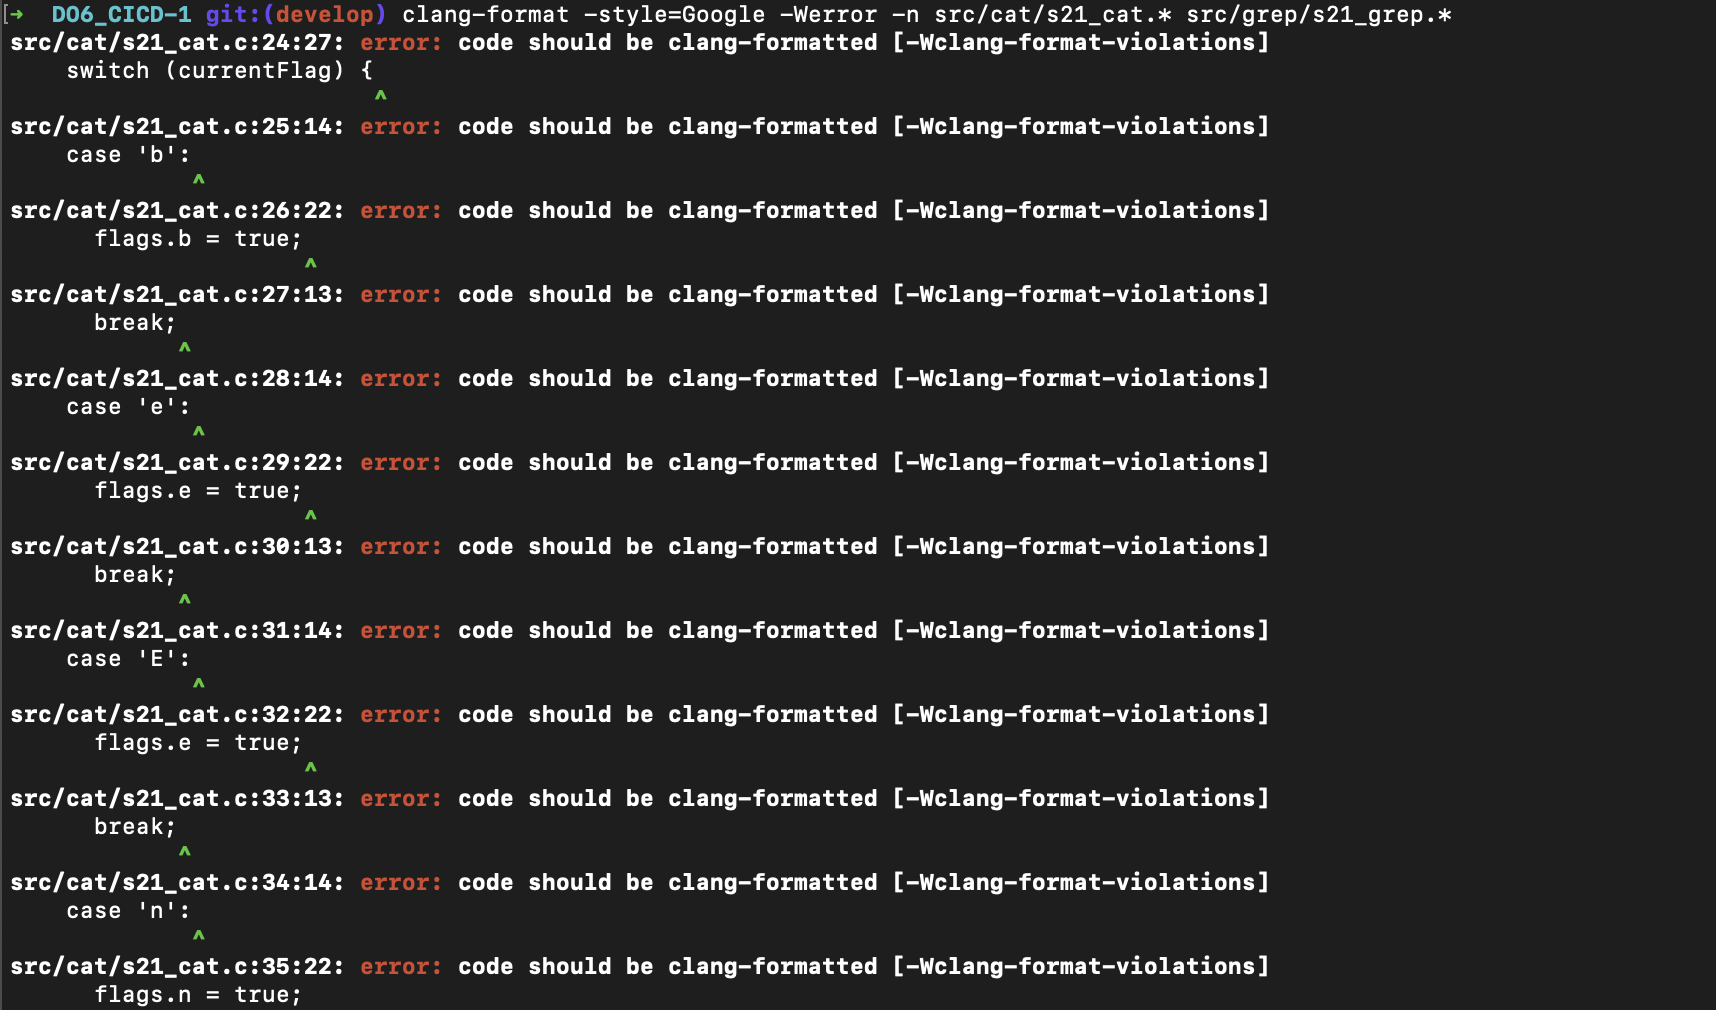 [➜  DO6_CICD-1 git:(develop) clang-format -style=Google -Werror -n src/cat/s21_cat.* src/grep/s21_grep.*
src/cat/s21_cat.c:24:27: error: code should be clang-formatted [-Wclang-format-violations]
    switch (currentFlag) {
                          ^
src/cat/s21_cat.c:25:14: error: code should be clang-formatted [-Wclang-format-violations]
    case 'b':
             ^
src/cat/s21_cat.c:26:22: error: code should be clang-formatted [-Wclang-format-violations]
      flags.b = true;
                     ^
src/cat/s21_cat.c:27:13: error: code should be clang-formatted [-Wclang-format-violations]
      break;
            ^
src/cat/s21_cat.c:28:14: error: code should be clang-formatted [-Wclang-format-violations]
    case 'e':
             ^
src/cat/s21_cat.c:29:22: error: code should be clang-formatted [-Wclang-format-violations]
      flags.e = true;
                     ^
src/cat/s21_cat.c:30:13: error: code should be clang-formatted [-Wclang-format-violations]
      break;
            ^
src/cat/s21_cat.c:31:14: error: code should be clang-formatted [-Wclang-format-violations]
    case 'E':
             ^
src/cat/s21_cat.c:32:22: error: code should be clang-formatted [-Wclang-format-violations]
      flags.e = true;
                     ^
src/cat/s21_cat.c:33:13: error: code should be clang-formatted [-Wclang-format-violations]
      break;
            ^
src/cat/s21_cat.c:34:14: error: code should be clang-formatted [-Wclang-format-violations]
    case 'n':
             ^
src/cat/s21_cat.c:35:22: error: code should be clang-formatted [-Wclang-format-violations]
      flags.n = true;